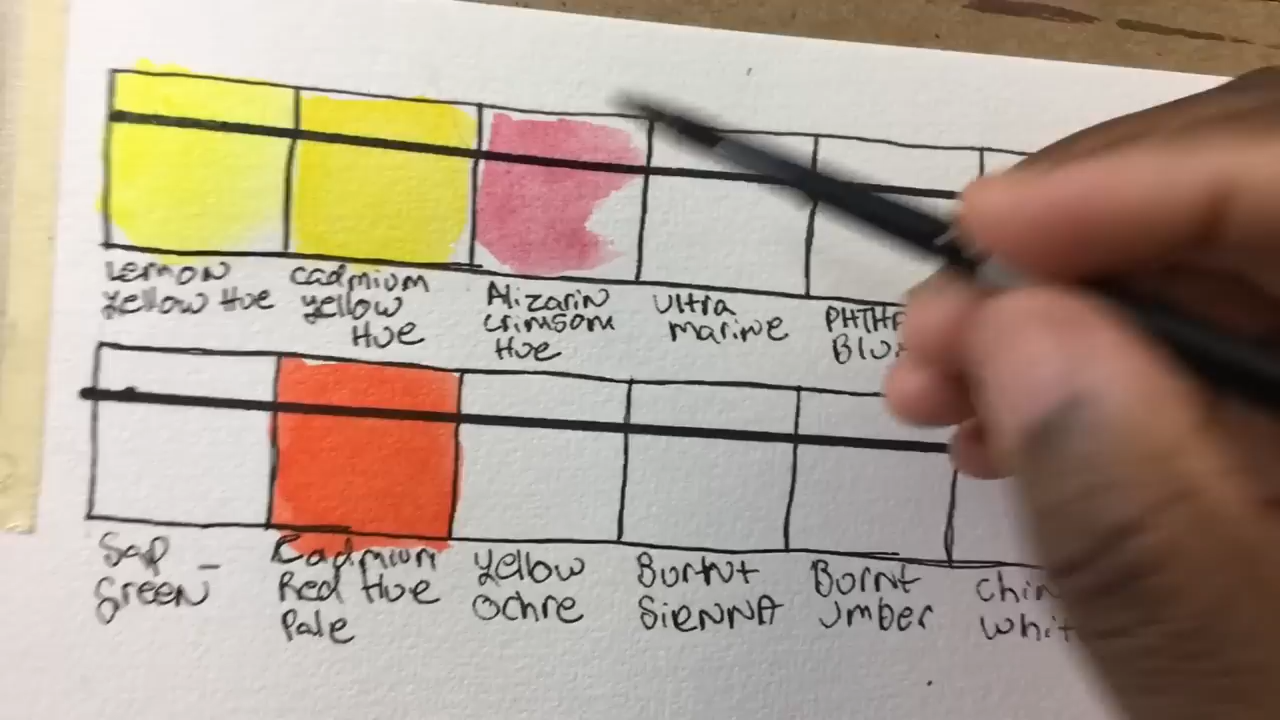 Lemon
Yellow Hue
Cadmium
Yellow
Hue
Alizarin
Crimson
Hue
Ultra
marine
Sap
Green
Cadmium
Red Hue
Pale
Yellow
Ochre
Burnt
SiENNA
Burnt
Umber